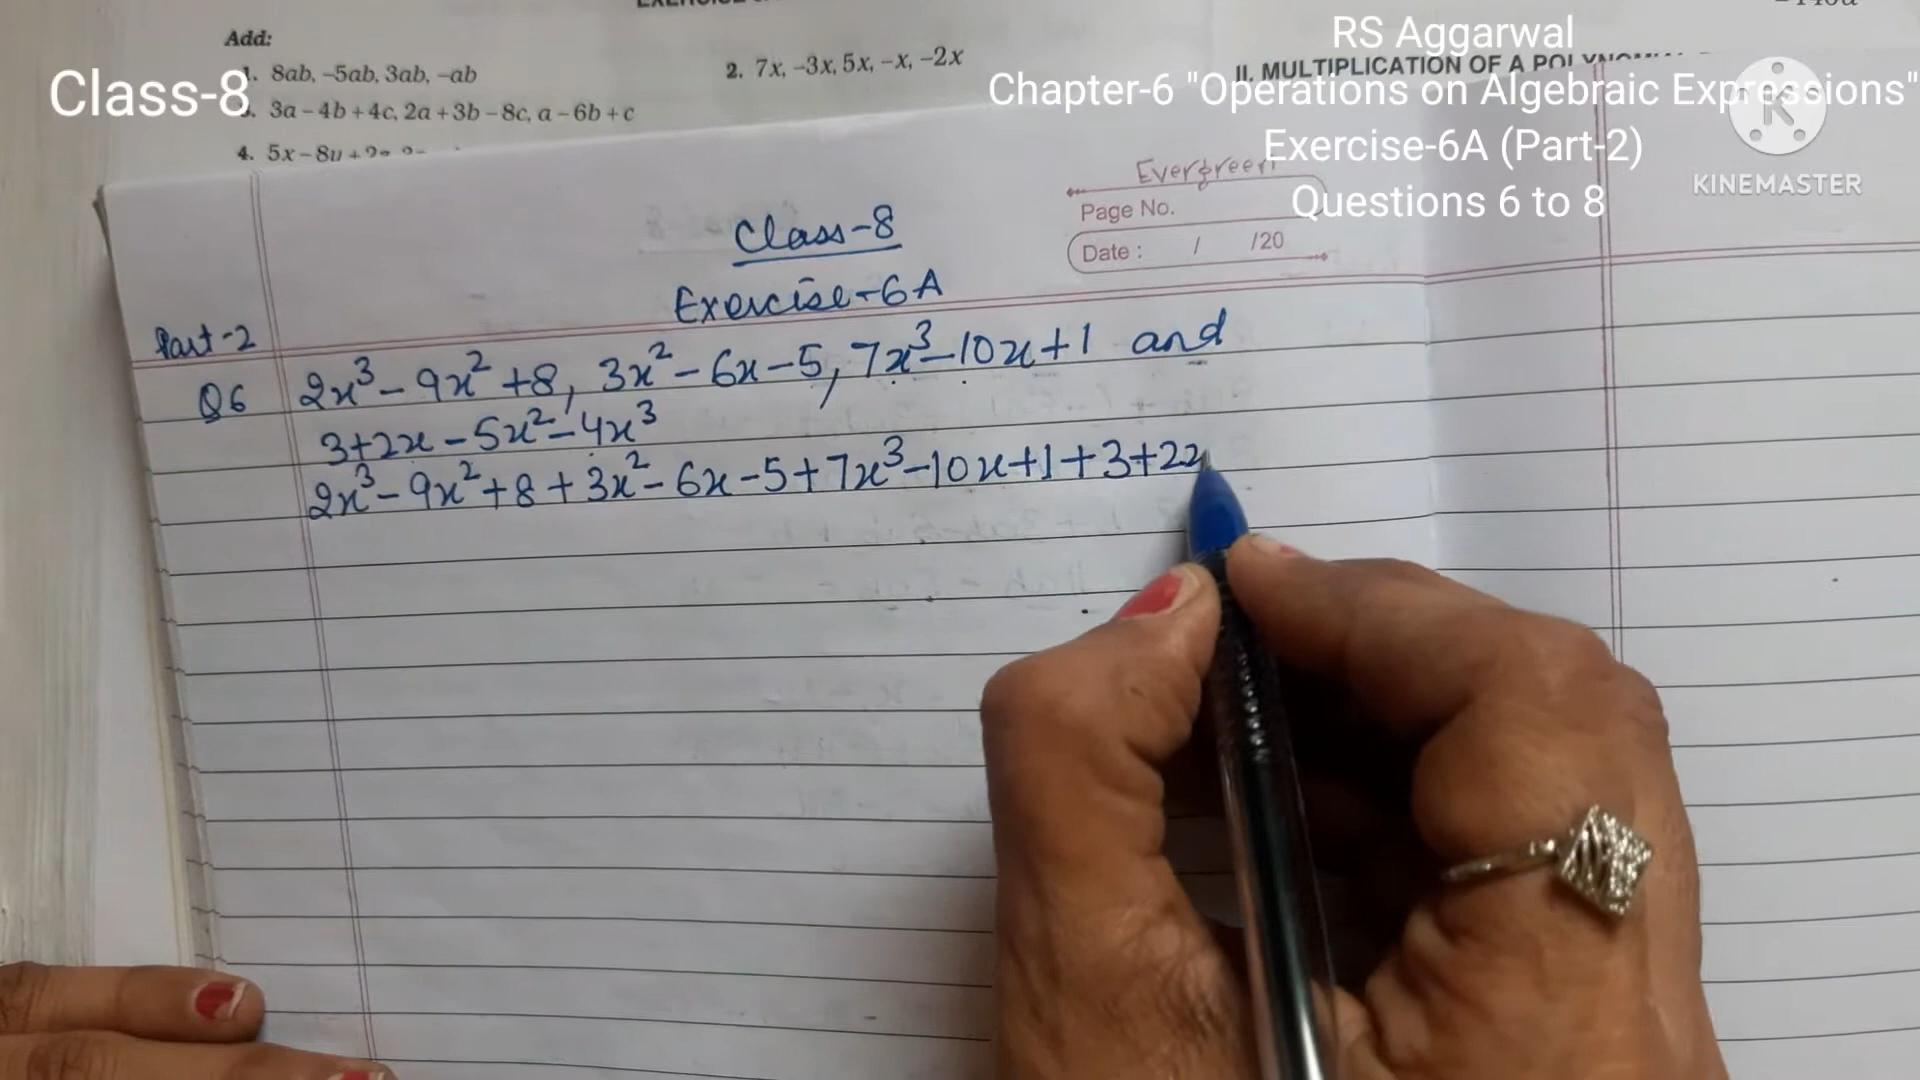 Add:
1. 8ab, –5ab, 3ab, –ab
2. 7x, –3x, 5x, –x, –2x
3. 3a – 4b + 4c, 2a + 3b – 8c, a – 6b + c
4. 5x – 8y +
II. MULTIPLICATION OF A
Class-8
RS Aggarwal
Chapter-6 "Operations on Algebraic Expressions"
Exercise-6A (Part-2)
Questions 6 to 8
K
KINEMASTER
Evergreen
Page No.
Date : / /20
Class-8
Exercise-6A
Part-2
Q6 2x³ - 9x² + 8, 3x² - 6x - 5, 7x³ - 10x + 1 and
3 + 2x - 5x² - 4x³
2x³ - 9x² + 8 + 3x² - 6x - 5 + 7x³ - 10x + 1 + 3 + 2x